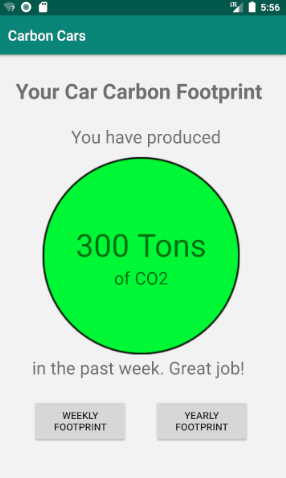 LTE 5:56
Carbon Cars
Your Car Carbon Footprint
You have produced
300 Tons
of CO2
in the past week. Great job!
WEEKLY
FOOTPRINT
YEARLY
FOOTPRINT